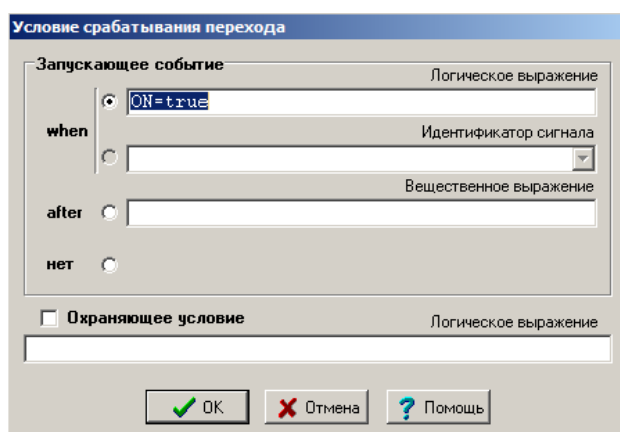 Условие срабатывания перехода
Запускающее событие
Логическое выражение
ON=true
when
Идентификатор сигнала
Вещественное выражение
after
нет
Охраняющее условие
Логическое выражение
OK
Отмена
? Помощь